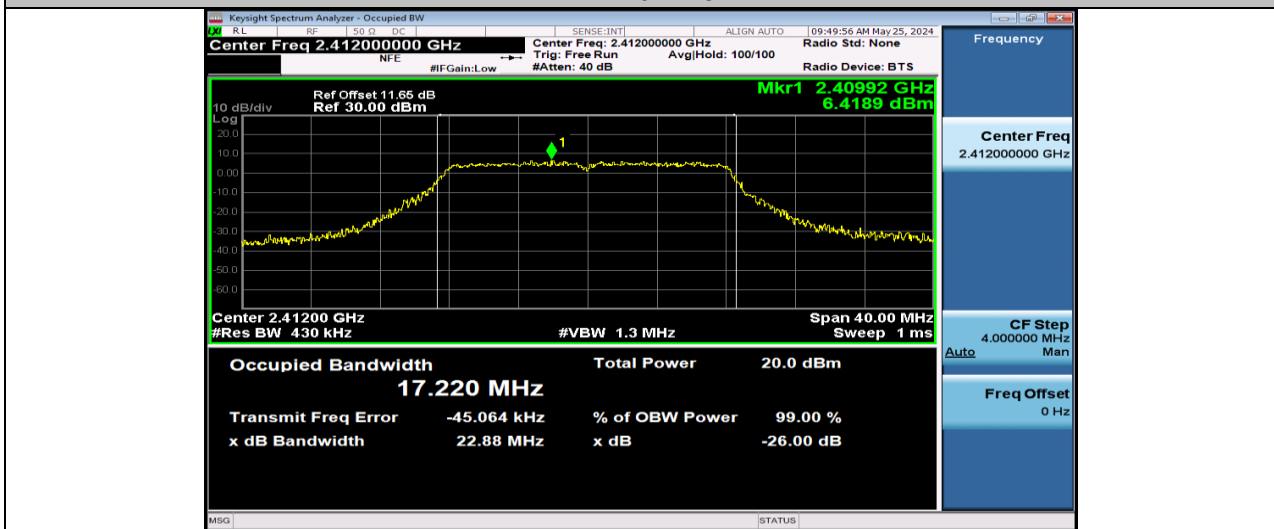 Keysight Spectrum Analyzer - Occupied BW
LXI RL RF 50 Ω DC SENSE:INT ALIGN AUTO 09:49:56 AM May 25, 2024
Center Freq 2.412000000 GHz Center Freq: 2.412000000 GHz Radio Std: None
NFE Trig: Free Run Avg|Hold: 100/100
#IFGain:Low #Atten: 40 dB Radio Device: BTS
Frequency
Ref Offset 11.65 dB Mkr1 2.40992 GHz
10 dB/div Ref 30.00 dBm 6.4189 dBm
Log
20.0
10.0
0.00
-10.0
-20.0
-30.0
-40.0
-50.0
-60.0
1
Center 2.41200 GHz Span 40.00 MHz
#Res BW 430 kHz #VBW 1.3 MHz Sweep 1 ms
Occupied Bandwidth Total Power 20.0 dBm
17.220 MHz
Transmit Freq Error -45.064 kHz % of OBW Power 99.00 %
x dB Bandwidth 22.88 MHz x dB -26.00 dB
Center Freq
2.412000000 GHz
CF Step
4.000000 MHz
Auto Man
Freq Offset
0 Hz
MSG STATUS